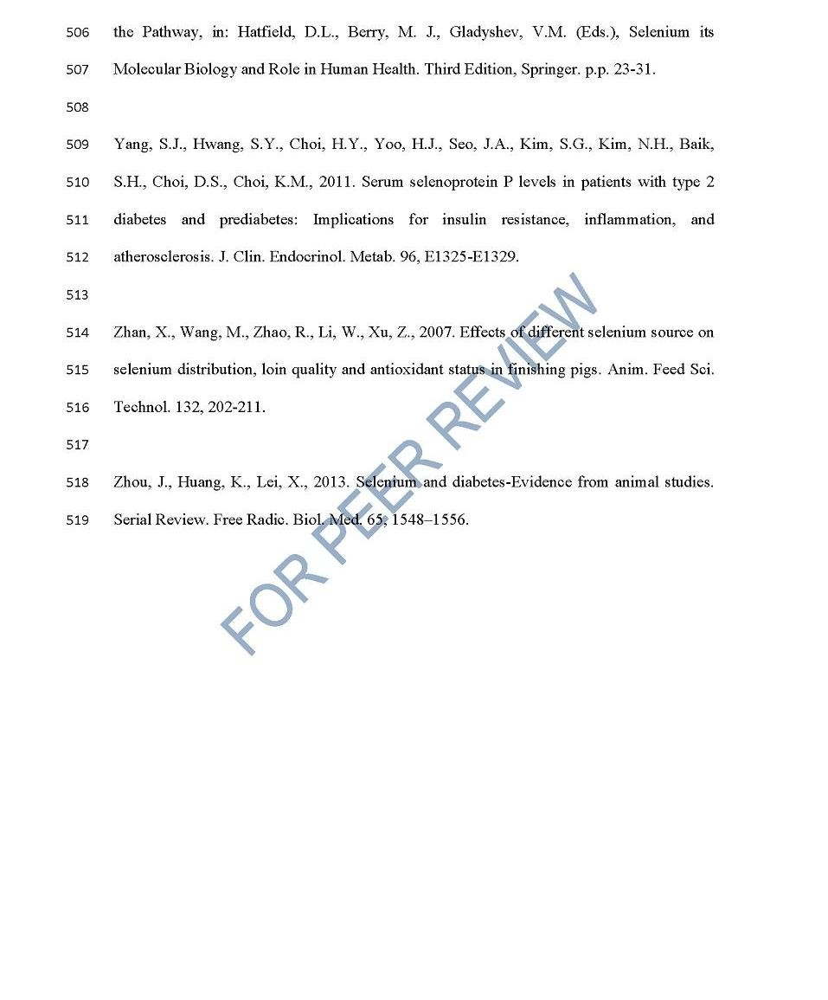 506 the Pathway, in: Hatfield, D.L., Berry, M. J., Gladyshev, V.M. (Eds.), Selenium its
507 Molecular Biology and Role in Human Health. Third Edition, Springer. p.p. 23-31.
508
509 Yang, S.J., Hwang, S.Y., Choi, H.Y., Yoo, H.J., Seo, J.A., Kim, S.G., Kim, N.H., Baik,
510 S.H., Choi, D.S., Choi, K.M., 2011. Serum selenoprotein P levels in patients with type 2
511 diabetes and prediabetes: Implications for insulin resistance, inflammation, and
512 atherosclerosis. J. Clin. Endocrinol. Metab. 96, E1325-E1329.
513
514 Zhan, X., Wang, M., Zhao, R., Li, W., Xu, Z., 2007. Effects of different selenium source on
515 selenium distribution, loin quality and antioxidant status in finishing pigs. Anim. Feed Sci.
516 Technol. 132, 202-211.
517
518 Zhou, J., Huang, K., Lei, X., 2013. Selenium and diabetes-Evidence from animal studies.
519 Serial Review. Free Radic. Biol. Med. 65, 1548–1556.
FOR PEER REVIEW